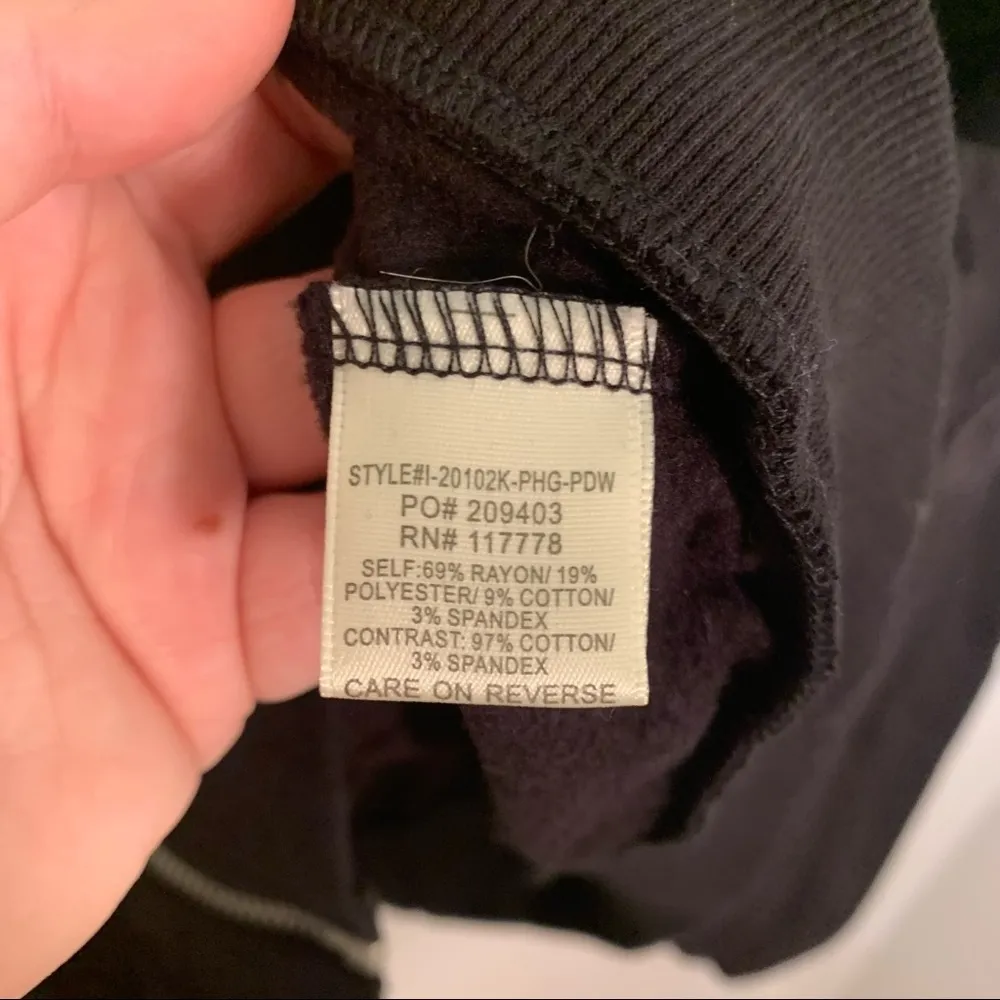 STYLE#I-20102K-PHG-PDW
PO# 209403
RN# 117778
SELF:69% RAYON/ 19%
POLYESTER/ 9% COTTON/
3% SPANDEX
CONTRAST: 97% COTTON/
3% SPANDEX
CARE ON REVERSE